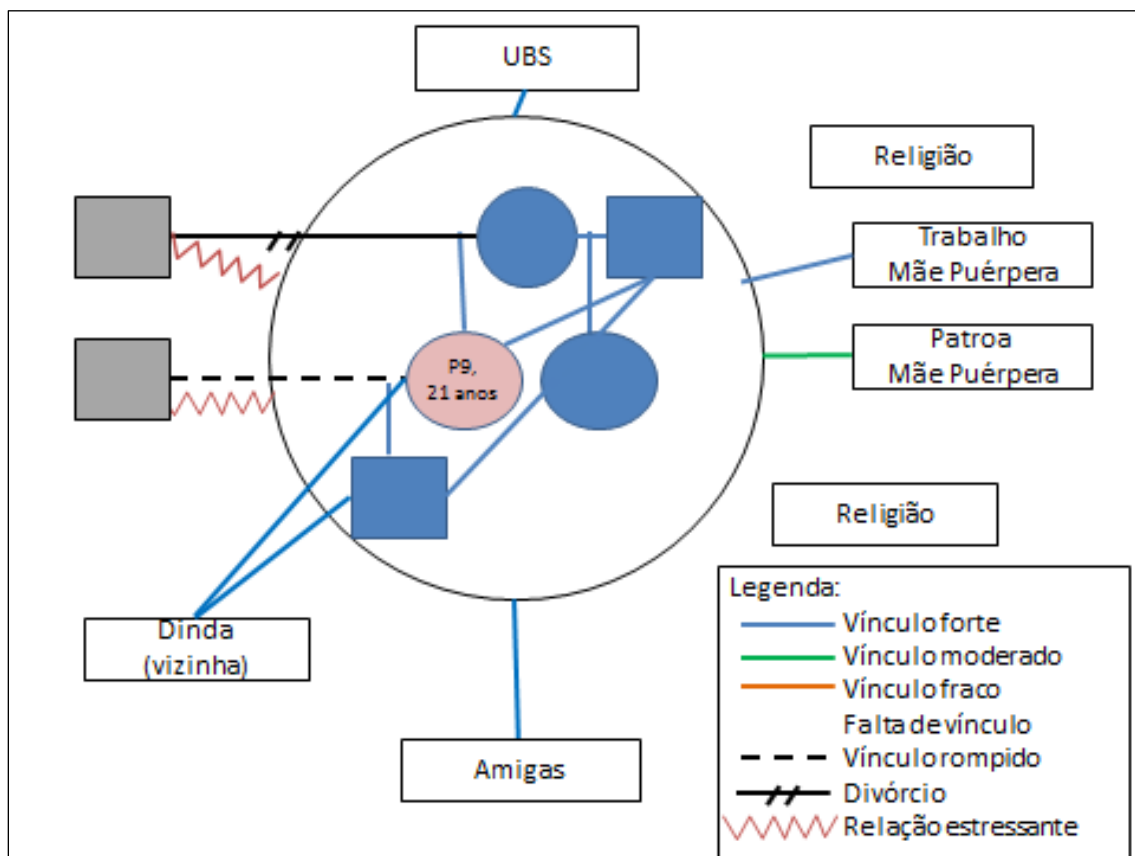 UBS
Religião
Trabalho
Mãe Puérpera
Patroa
Mãe Puérpera
P9,
21 anos
Religião
Dinda
(vizinha)
Amigas
Legenda:
Vínculo forte
Vínculo moderado
Vínculo fraco
Falta de vínculo
Vínculo rompido
Divórcio
Relação estressante